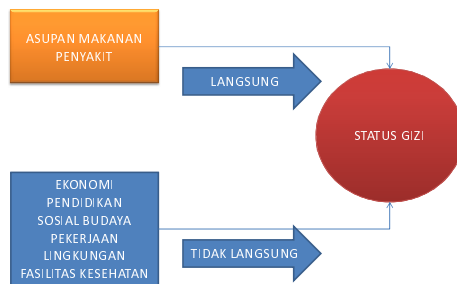 ASUPAN MAKANAN
PENYAKIT
LANGSUNG
STATUS GIZI
EKONOMI
PENDIDIKAN
SOSIAL BUDAYA
PEKERJAAN
LINGKUNGAN
FASILITAS KESEHATAN
TIDAK LANGSUNG